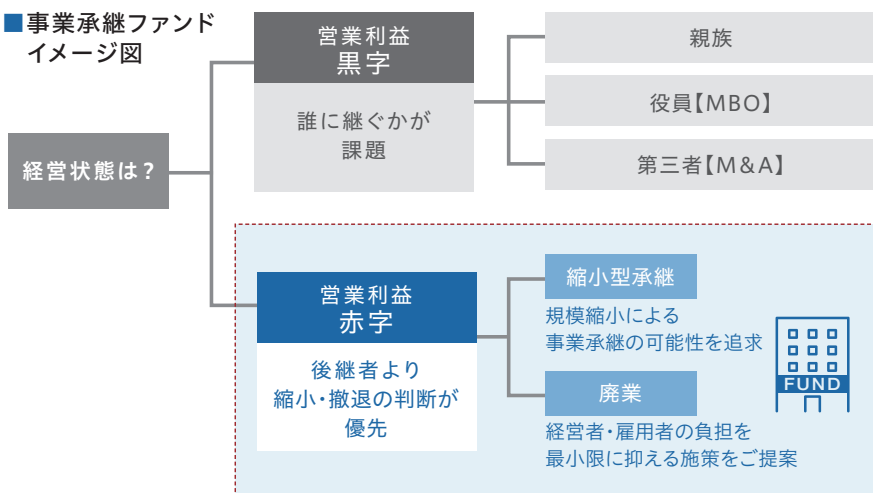 ■事業承継ファンド
イメージ図
経営状態は？
営業利益
黒字
誰に継ぐかが
課題
親族
役員【MBO】
第三者【M&A】
営業利益
赤字
後継者より
縮小・撤退の判断が
優先
縮小型承継
規模縮小による
事業承継の可能性を追求
廃業
経営者・雇用者の負担を
最小限に抑える施策をご提案
FUND